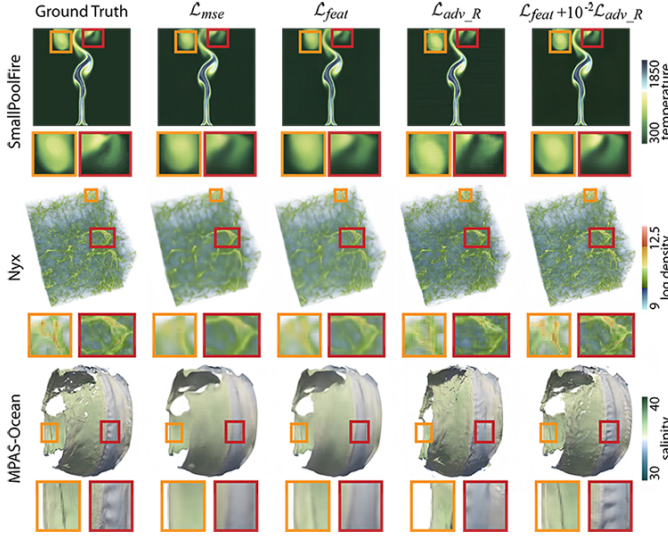 Ground Truth
ℒmse
ℒfeat
ℒadv_R
ℒfeat +10⁻²ℒadv_R
SmallPoolFire
300 1850
temperature
Nyx
9 12.5
log density
MPAS-Ocean
30 40
salinity